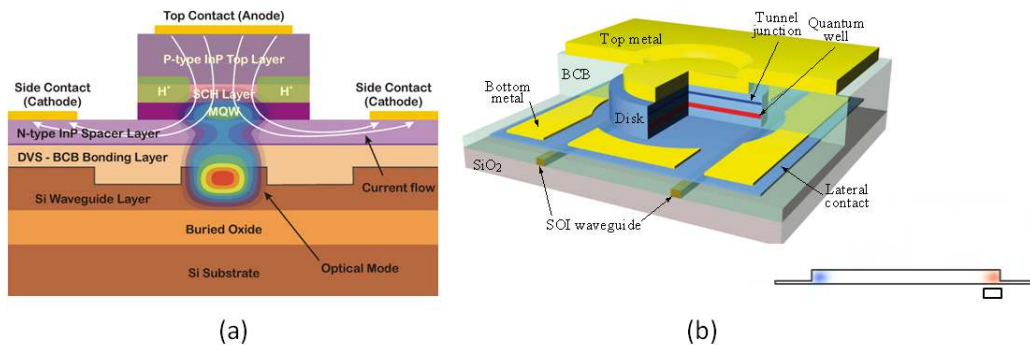 Top Contact (Anode)
P-type InP Top Layer
H+
SCH Layer
H+
Side Contact
(Cathode)
Side Contact
(Cathode)
MQW
N-type InP Spacer Layer
DVS - BCB Bonding Layer
Current flow
Si Waveguide Layer
Buried Oxide
Si Substrate
Optical Mode
(a)
Tunnel
junction
Quantum
well
Top metal
BCB
Bottom
metal
Disk
SiO2
Lateral
contact
SOI waveguide
(b)